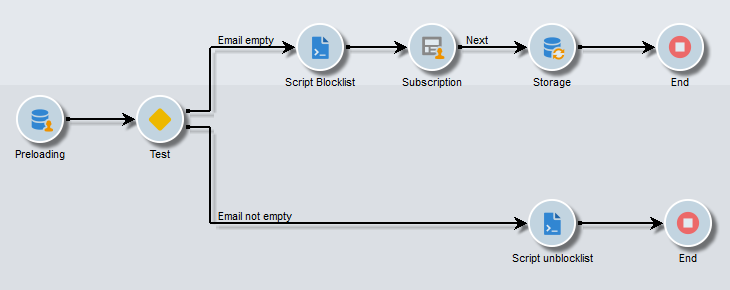 Email empty
Next
Script Blocklist
Subscription
Storage
End
Preloading
Test
Email not empty
Script unblocklist
End